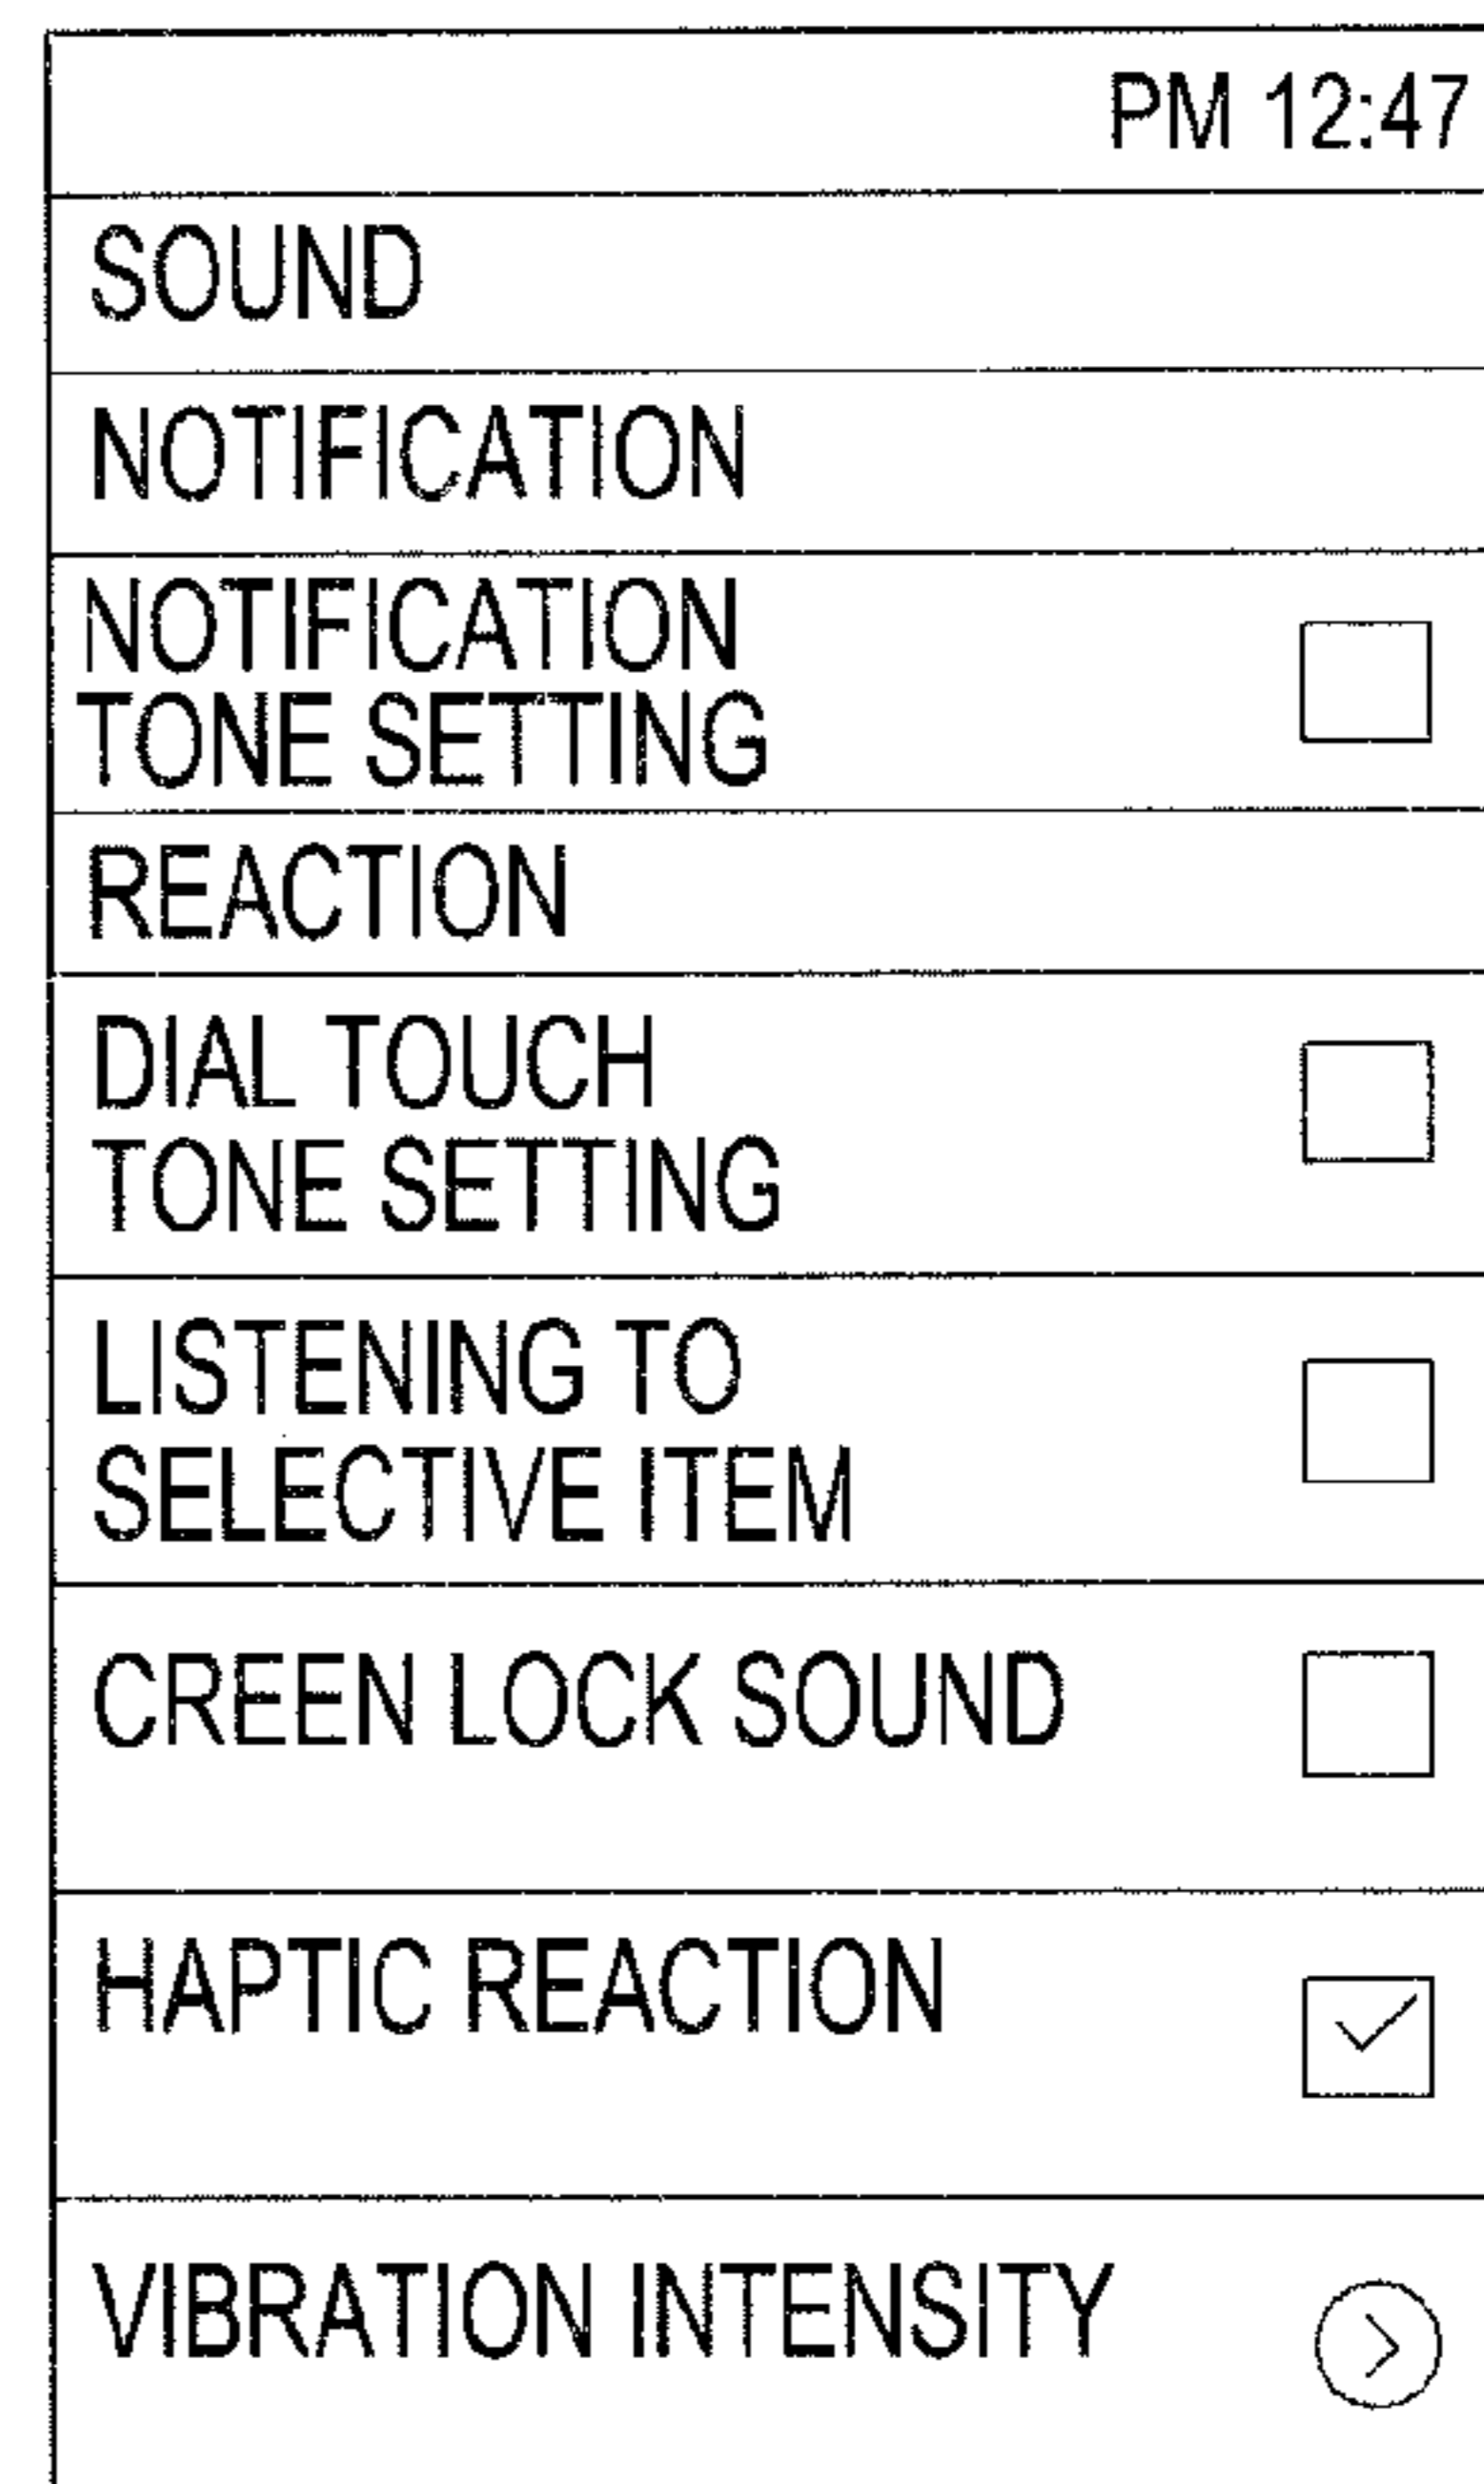 PM 12:47
SOUND
NOTIFICATION
NOTIFICATION
TONE SETTING
REACTION
DIAL TOUCH
TONE SETTING
LISTENING TO
SELECTIVE ITEM
CREEN LOCK SOUND
HAPTIC REACTION
VIBRATION INTENSITY